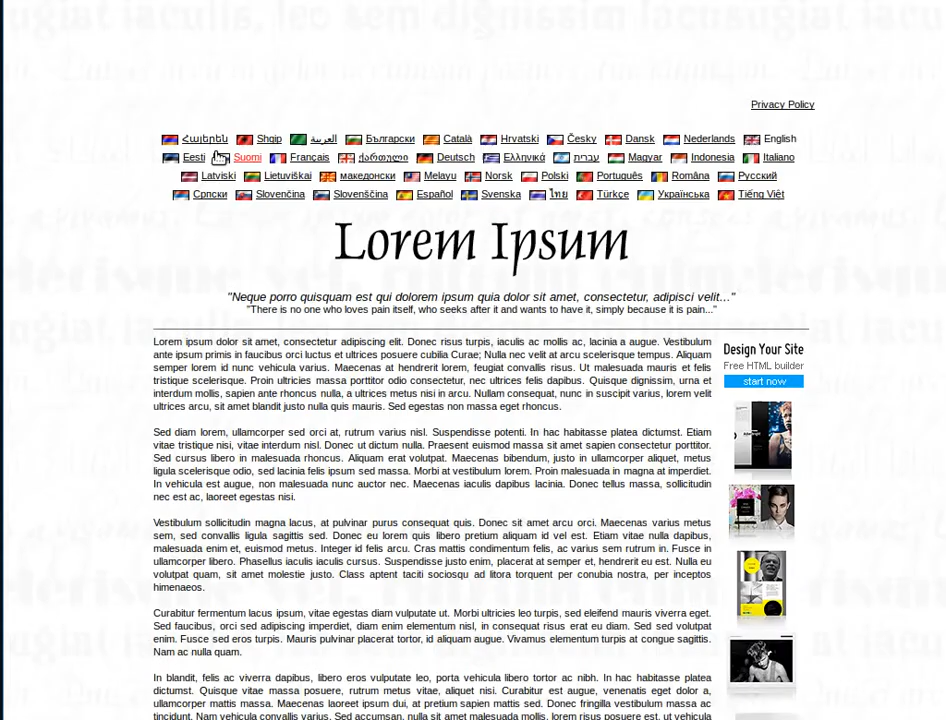 Privacy Policy
Հայերեն Shqip العربية Български Català Hrvatski Česky Dansk Nederlands English
Eesti Suomi Français ქართული Deutsch Ελληνικά עברית Magyar Indonesia Italiano
Latviski Lietuviškai македонски Melayu Norsk Polski Português Româna Русский
Српски Slovenčina Slovenščina Español Svenska ไทย Türkçe Українська Tiếng Việt
Lorem Ipsum
"Neque porro quisquam est qui dolorem ipsum quia dolor sit amet, consectetur, adipisci velit..."
"There is no one who loves pain itself, who seeks after it and wants to have it, simply because it is pain..."
Lorem ipsum dolor sit amet, consectetur adipiscing elit. Donec risus turpis, iaculis ac mollis ac, lacinia a augue. Vestibulum
ante ipsum primis in faucibus orci luctus et ultrices posuere cubilia Curae; Nulla nec velit at arcu scelerisque tempus. Aliquam
semper lorem id nunc vehicula varius. Maecenas at hendrerit lorem, feugiat convallis risus. Ut malesuada mauris et felis
tristique scelerisque. Proin ultricies massa porttitor odio consectetur, nec ultrices felis dapibus. Quisque dignissim, urna et
interdum mollis, sapien ante rhoncus nulla, a ultrices metus nisi in arcu. Nullam consequat, nunc in suscipit varius, lorem velit
ultrices arcu, sit amet blandit justo nulla quis mauris. Sed egestas non massa eget rhoncus.
Sed diam lorem, ullamcorper sed orci at, rutrum varius nisl. Suspendisse potenti. In hac habitasse platea dictumst. Etiam
vitae tristique nisi, vitae interdum nisl. Donec ut dictum nulla. Praesent euismod massa sit amet sapien consectetur porttitor.
Sed cursus libero in malesuada rhoncus. Aliquam erat volutpat. Maecenas bibendum, justo in ullamcorper aliquet, metus
ligula scelerisque odio, sed lacinia felis ipsum sed massa. Morbi at vestibulum lorem. Proin malesuada in magna at imperdiet.
In vehicula est augue, non malesuada nunc auctor nec. Maecenas iaculis dapibus lacinia. Donec tellus massa, sollicitudin
nec est ac, laoreet egestas nisi.
Vestibulum sollicitudin magna lacus, at pulvinar purus consequat quis. Donec sit amet arcu orci. Maecenas varius metus
sem, sed convallis ligula sagittis sed. Donec eu lorem quis libero pretium aliquam id vel est. Etiam vitae nulla dapibus,
malesuada enim et, euismod metus. Integer id felis arcu. Cras mattis condimentum felis, ac varius sem rutrum in. Fusce in
ullamcorper libero. Phasellus iaculis iaculis cursus. Suspendisse justo enim, placerat at semper et, hendrerit eu est. Nulla eu
volutpat quam, sit amet molestie justo. Class aptent taciti sociosqu ad litora torquent per conubia nostra, per inceptos
himenaeos.
Curabitur fermentum lacus ipsum, vitae egestas diam vulputate ut. Morbi ultricies leo turpis, sed eleifend mauris viverra eget.
Sed faucibus, orci sed adipiscing imperdiet, diam enim elementum nisl, in consequat risus erat eu diam. Sed sed volutpat
enim. Fusce sed eros turpis. Mauris pulvinar placerat tortor, id aliquam augue. Vivamus elementum turpis at congue sagittis.
Nam ac nulla quam.
In blandit, felis ac viverra dapibus, libero eros vulputate leo, porta vehicula libero tortor ac nibh. In hac habitasse platea
dictumst. Quisque vitae massa posuere, rutrum metus vitae, aliquet nisi. Curabitur est augue, venenatis eget dolor a,
ullamcorper mattis massa. Maecenas laoreet ipsum dui, at pretium sapien mattis sed. Donec fringilla vestibulum massa ac
tincidunt. Nam vehicula convallis varius. Sed accumsan, nulla sit amet malesuada mollis, lorem risus posuere est, ut vehicula
Design Your Site
Free HTML builder
start now